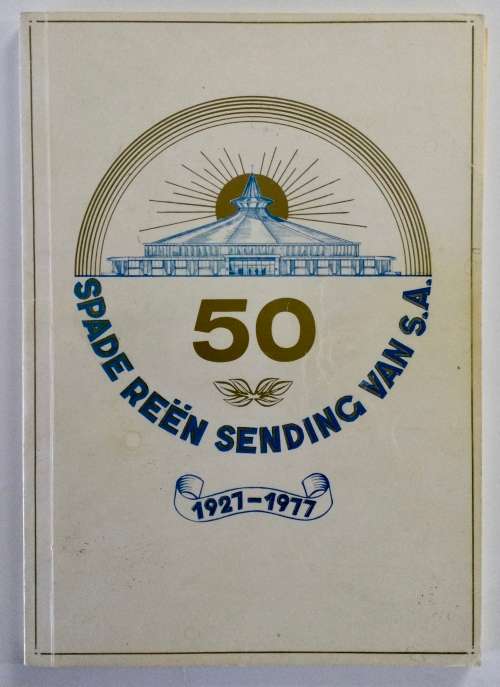 50
SPADE REËN SENDING VAN S.A.
1927-1977